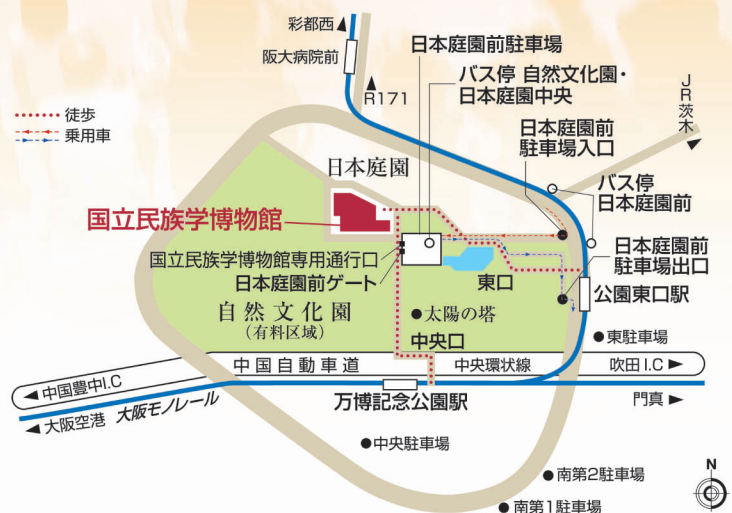 彩都西
阪大病院前
R171
日本庭園前駐車場
バス停 自然文化園・
日本庭園中央
JR茨木
徒歩
乗用車
日本庭園前
駐車場入口
日本庭園
バス停
日本庭園前
国立民族学博物館
国立民族学博物館専用通行口
日本庭園前ゲート
日本庭園前
駐車場出口
東口
公園東口駅
自然文化園
(有料区域)
太陽の塔
中央口
東駐車場
中国自動車道
中央環状線
吹田I.C
中国豊中I.C
大阪空港
大阪モノレール
万博記念公園駅
門真
中央駐車場
南第2駐車場
南第1駐車場
N